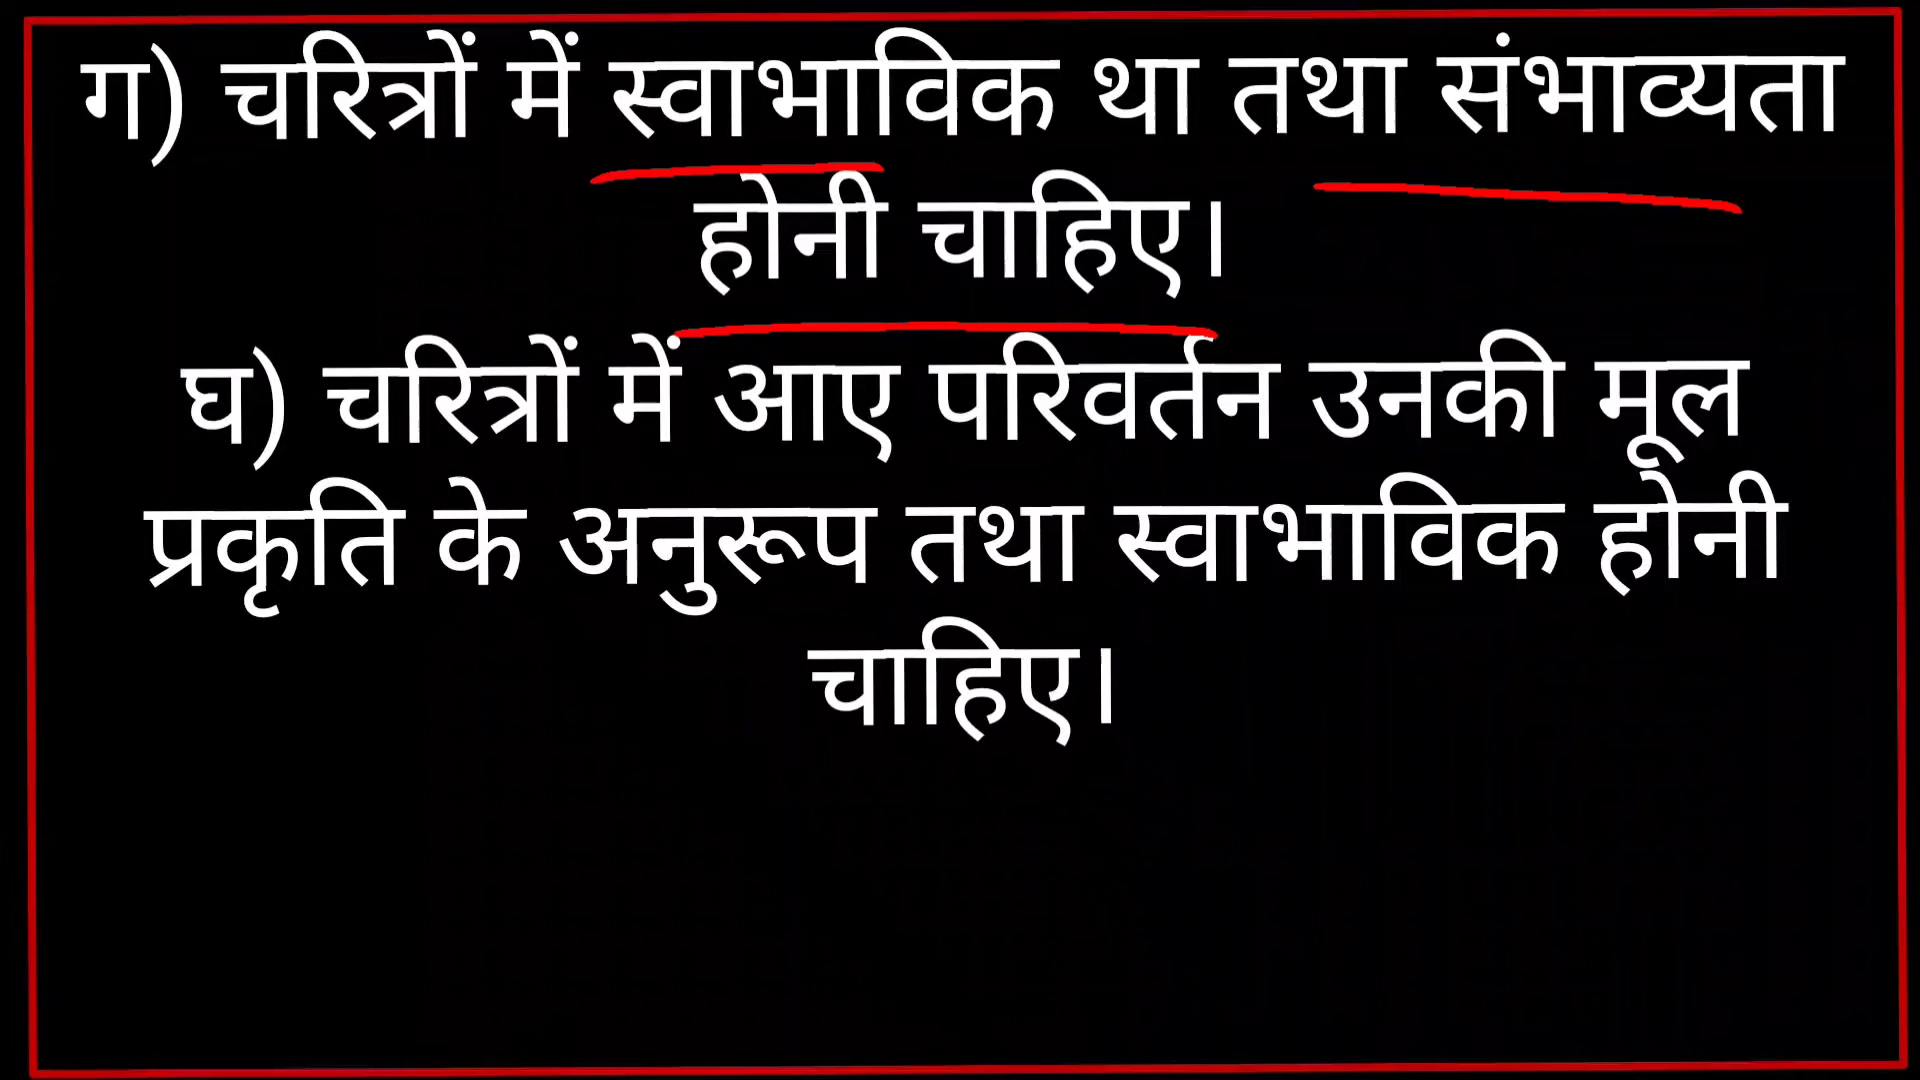 ग) चरित्रों में स्वाभाविक था तथा संभाव्यता
होनी चाहिए।
घ) चरित्रों में आए परिवर्तन उनकी मूल
प्रकृति के अनुरूप तथा स्वाभाविक होनी
चाहिए।